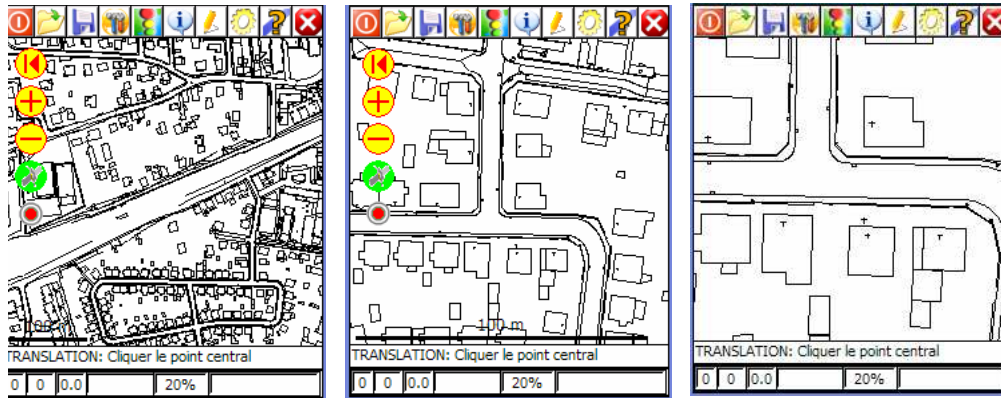 100 m
TRANSLATION: Cliquer le point central
0 0 0.0 20%
100 m
TRANSLATION: Cliquer le point central
0 0 0.0 20%
TRANSLATION: Cliquer le point central
0 0 0.0 20%